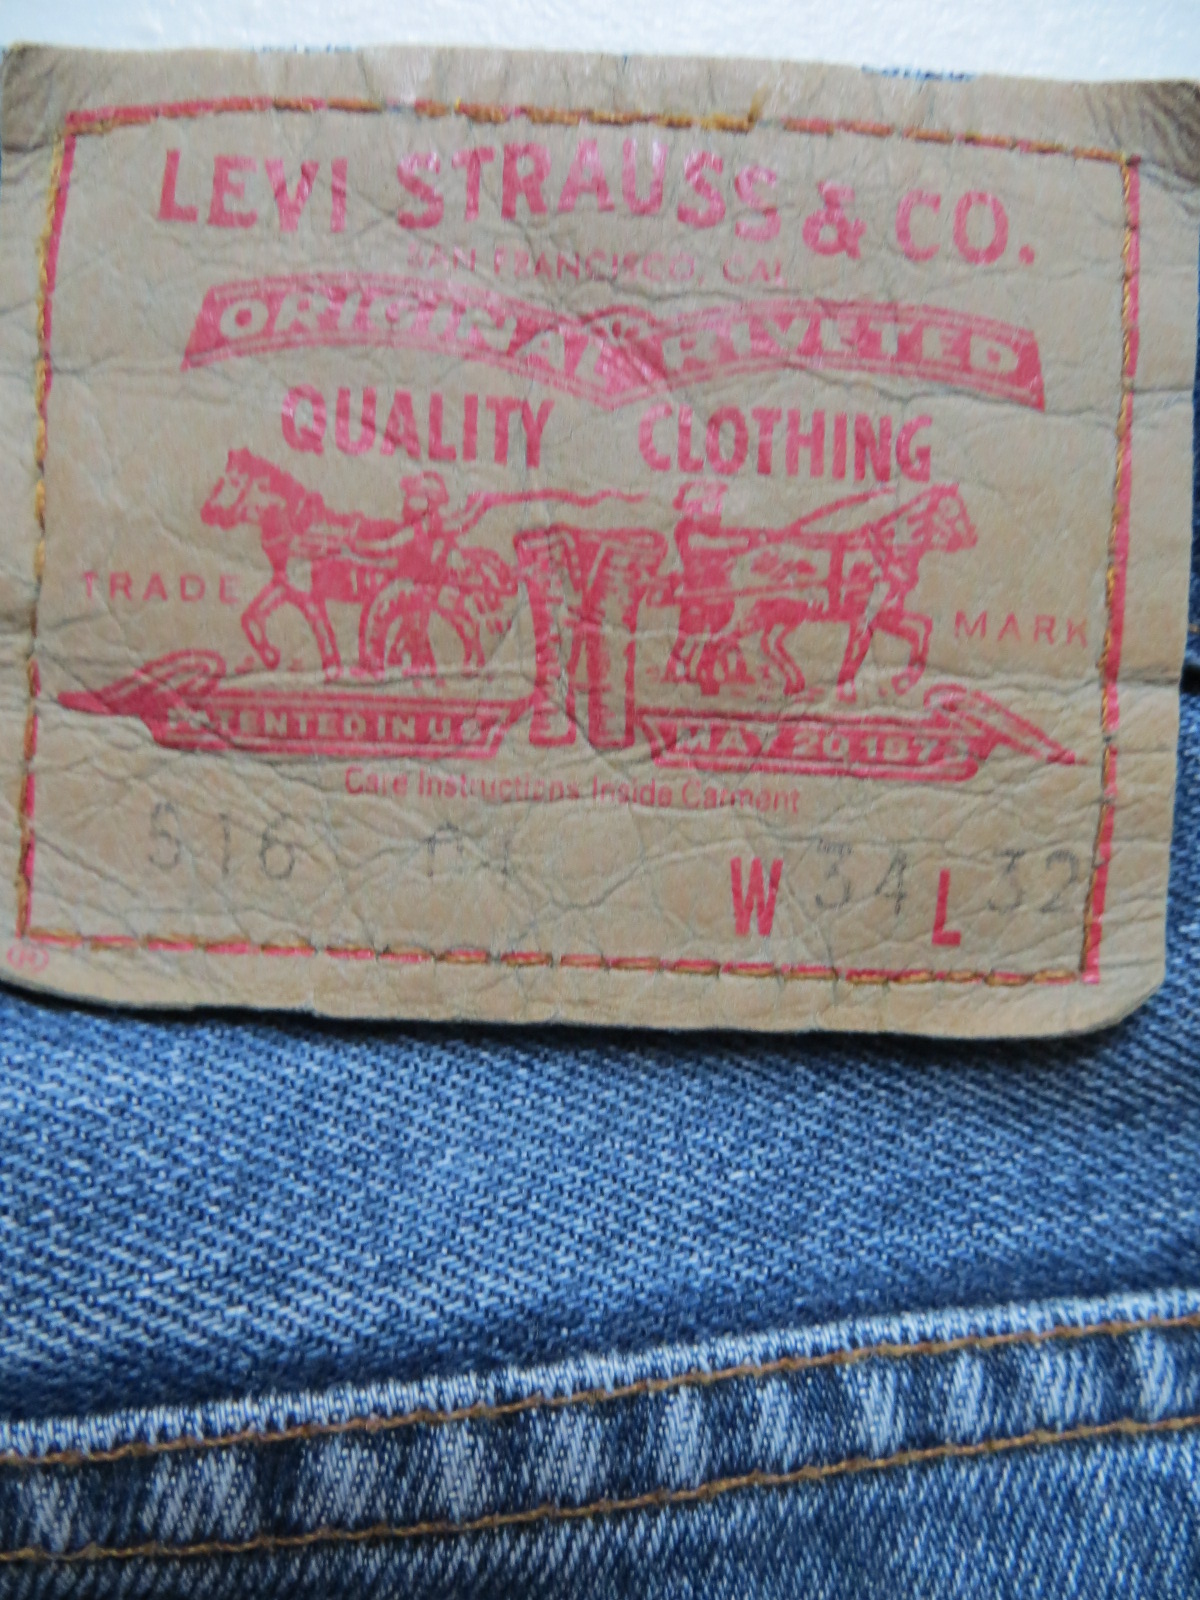 LEVI STRAUSS & CO.
SAN FRANCISCO, CAL
ORIGINAL RIVETED
QUALITY CLOTHING
TRADE MARK
PATENTED IN U.S. MAY 20 1873
Care Instructions Inside Garment
516 W 34 L 32
®